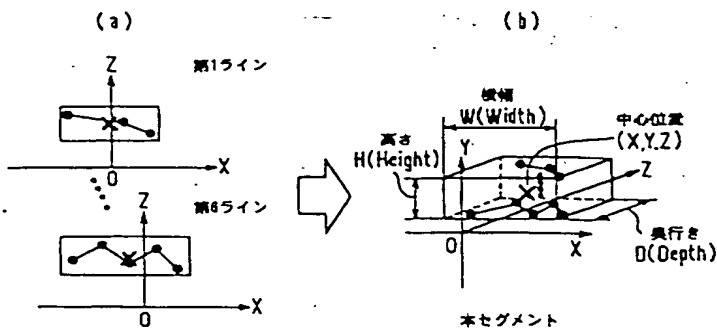 (a)
(b)
Z
第1ライン
X
0
Z
第6ライン
X
0
横幅
W(Width)
中心位置
(X,Y,Z)
高さ
H(Height)
Y
Z
0
X
奥行き
D(Depth)
本セグメント